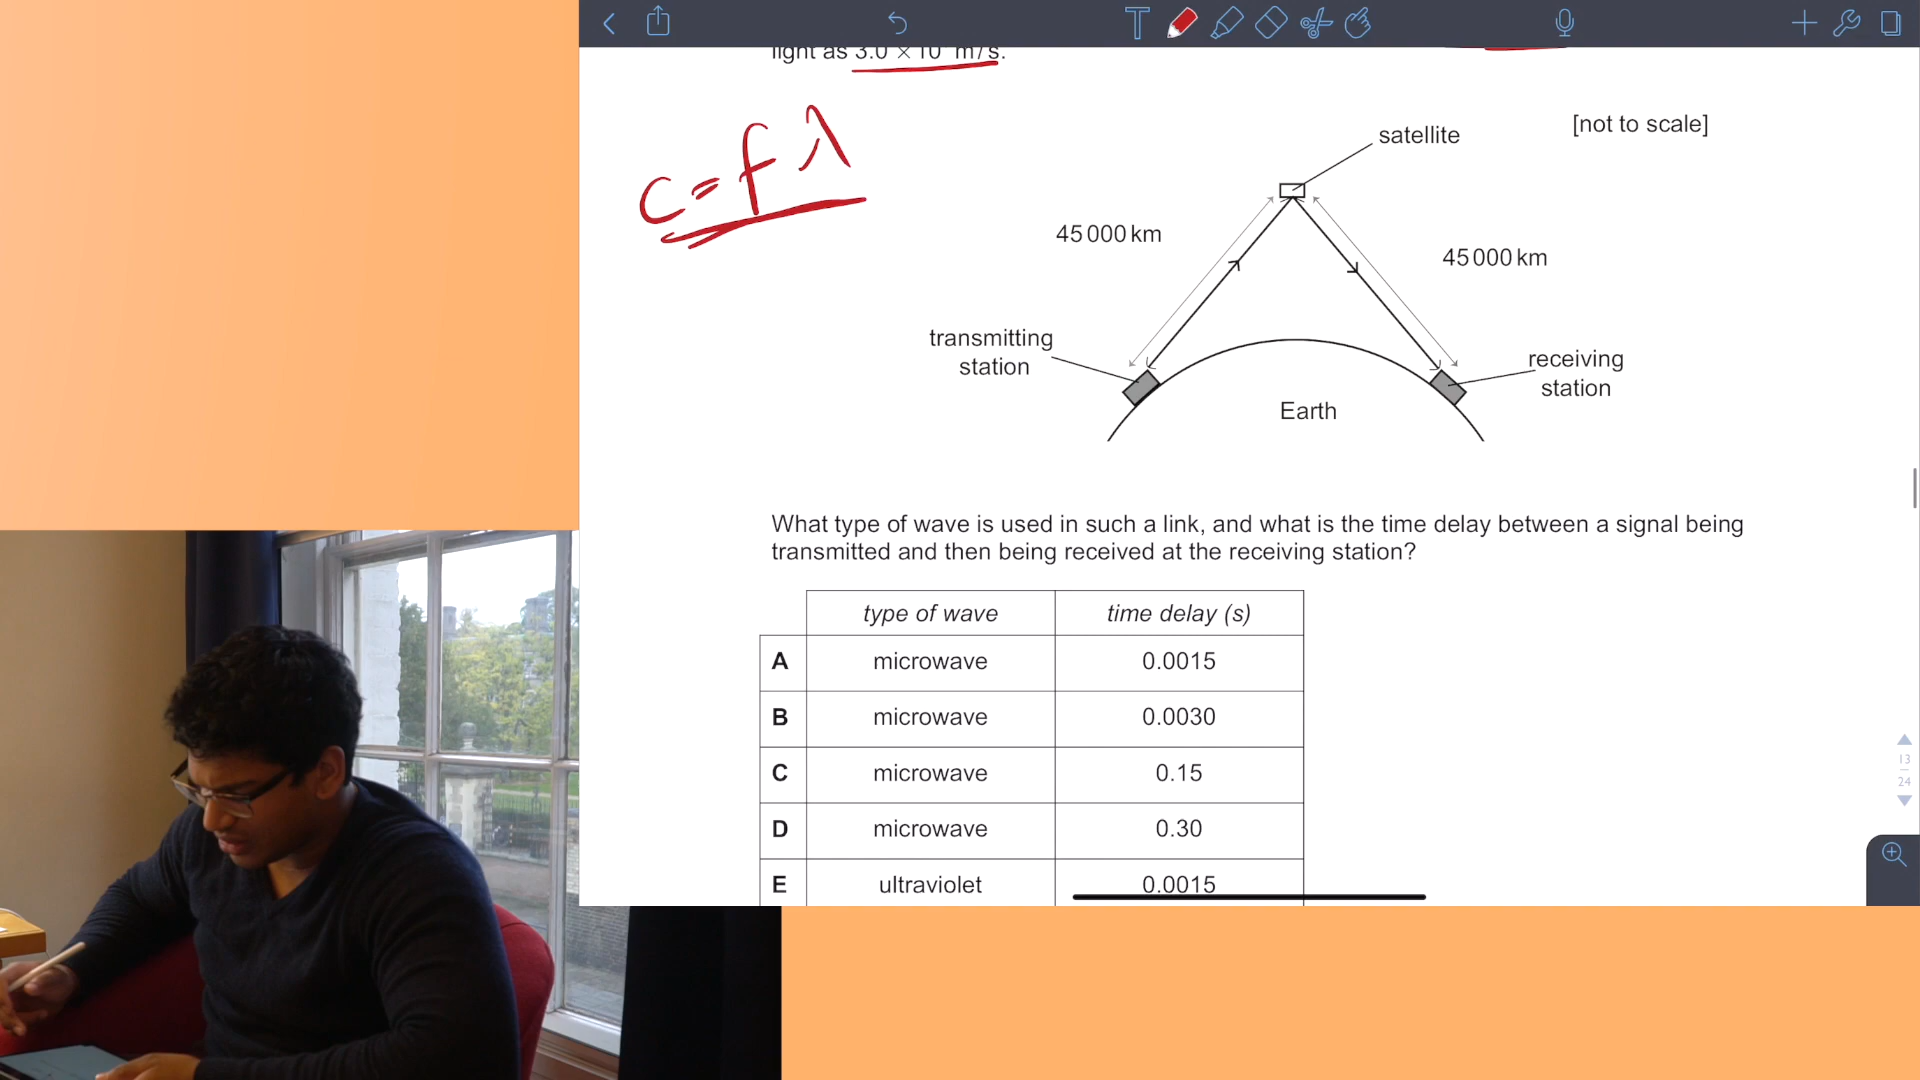 light as 3.0 × 10 m/s.
c = f λ
satellite
[not to scale]
45 000 km
45 000 km
transmitting
station
receiving
station
Earth
What type of wave is used in such a link, and what is the time delay between a signal being
transmitted and then being received at the receiving station?
type of wave time delay (s)
A microwave 0.0015
B microwave 0.0030
C microwave 0.15
D microwave 0.30
E ultraviolet 0.0015
13
24